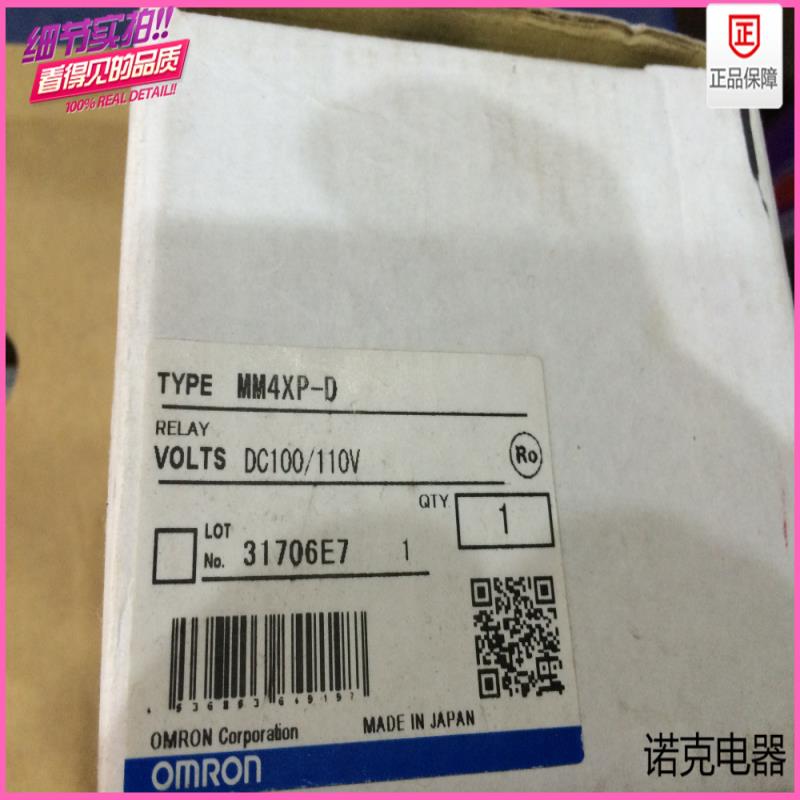 细节实拍!!
看得见的品质
100% REAL DETAIL!!
正
正品保障
TYPE MM4XP-D
RELAY
VOLTS DC100/110V
Ro
QTY 1
LOT No. 31706E7 1
OMRON Corporation
MADE IN JAPAN
OMRON
诺克电器